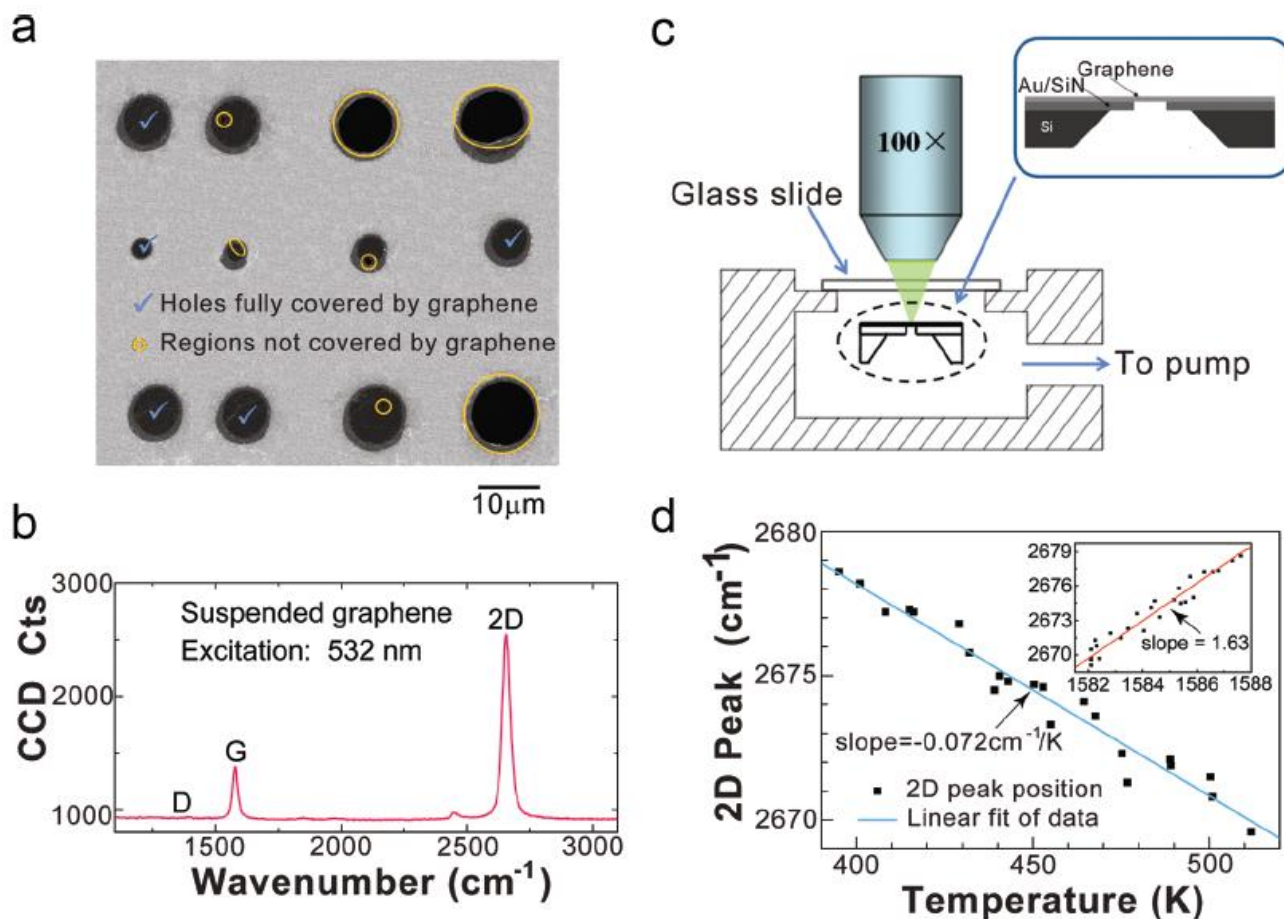 a
Holes fully covered by graphene
Regions not covered by graphene
10μm
b
CCD Cts
3000
2000
1000
Suspended graphene
Excitation: 532 nm
D
G
2D
1500
2000
2500
3000
Wavenumber (cm⁻¹)
c
Graphene
Au/SiN
Si
100×
Glass slide
To pump
d
2D Peak (cm⁻¹)
2680
2675
2670
2679
2676
2673
2670
slope = 1.63
1582
1584
1586
1588
slope=-0.072cm⁻¹/K
2D peak position
Linear fit of data
400
450
500
Temperature (K)